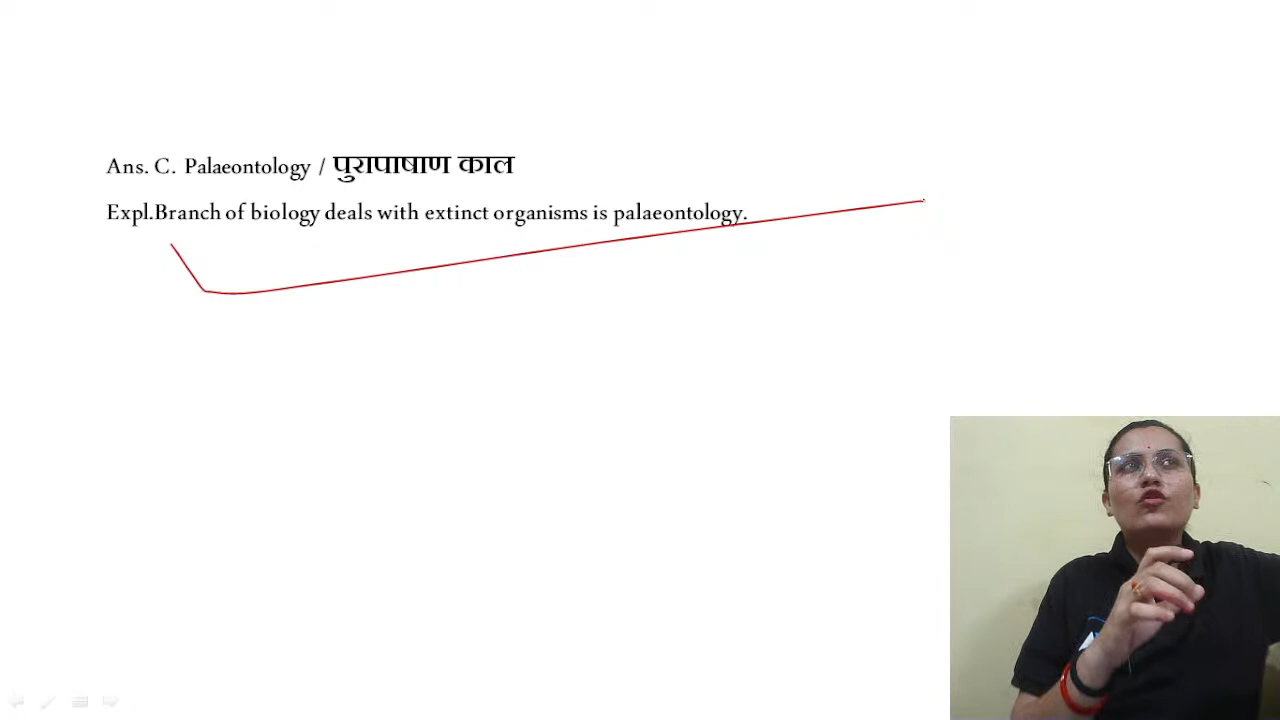 Ans. C. Palaeontology / पुरापाषाण काल
Expl.Branch of biology deals with extinct organisms is palaeontology.